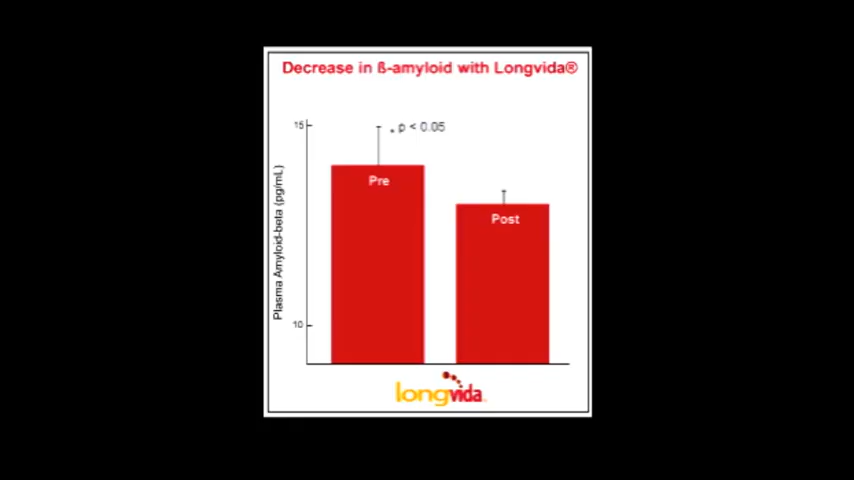 Decrease in ß-amyloid with Longvida®
15
* p < 0.05
Pre
Post
Plasma Amyloid-beta (pg/mL)
10
longvida